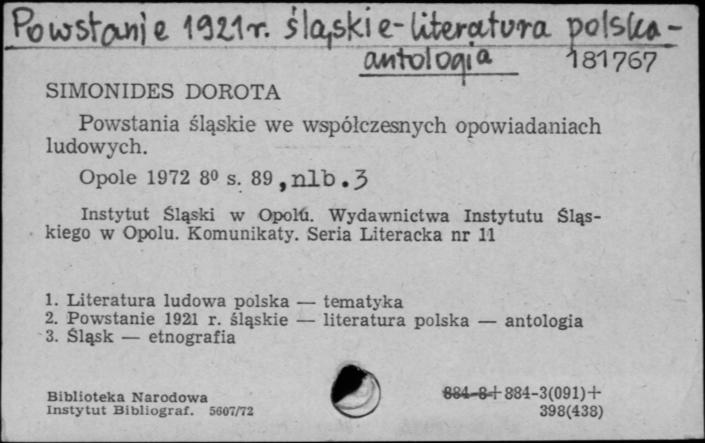 Powstanie 1921 r. śląskie - literatura polska -
antologia 181767
SIMONIDES DOROTA
Powstania śląskie we współczesnych opowiadaniach
ludowych.
Opole 1972 8⁰ s. 89, nlb. 3
Instytut Śląski w Opolu. Wydawnictwa Instytutu Ślą-
skiego w Opolu. Komunikaty. Seria Literacka nr 11
1. Literatura ludowa polska — tematyka
2. Powstanie 1921 r. śląskie — literatura polska — antologia
3. Śląsk — etnografia
Biblioteka Narodowa 884-8+ 884-3(091)+
Instytut Bibliograf. 5607/72 398(438)